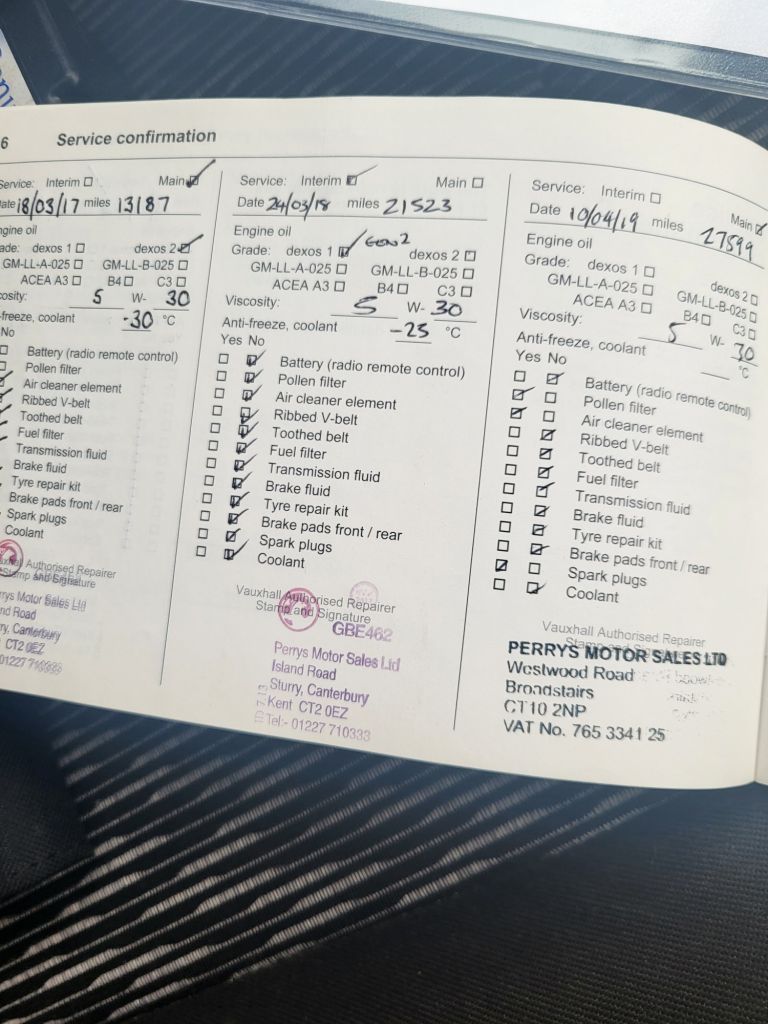 6 Service confirmation
Service: Interim Main
Date 18/03/17 miles 13187
Engine oil
Grade: dexos 1 dexos 2
GM-LL-A-025 GM-LL-B-025
ACEA A3 B4 C3
Viscosity: 5 W- 30
Anti-freeze, coolant -30 °C
No
Battery (radio remote control)
Pollen filter
Air cleaner element
Ribbed V-belt
Toothed belt
Fuel filter
Transmission fluid
Brake fluid
Tyre repair kit
Brake pads front / rear
Spark plugs
Coolant
Vauxhall Authorised Repairer
Stamp and Signature
Perrys Motor Sales Ltd
Island Road
Sturry, Canterbury
CT2 0EZ
01227 710333
Service: Interim Main
Date 24/03/18 miles 21523
Engine oil
Grade: dexos 1 Gen 2 dexos 2
GM-LL-A-025 GM-LL-B-025
ACEA A3 B4 C3
Viscosity: 5 W- 30
Anti-freeze, coolant -25 °C
Yes No
Battery (radio remote control)
Pollen filter
Air cleaner element
Ribbed V-belt
Toothed belt
Fuel filter
Transmission fluid
Brake fluid
Tyre repair kit
Brake pads front / rear
Spark plugs
Coolant
Vauxhall Authorised Repairer
Stamp and Signature
GBE462
Perrys Motor Sales Ltd
Island Road
Sturry, Canterbury
Kent CT2 0EZ
Tel:- 01227 710333
Service: Interim Main
Date 10/04/19 miles 27599
Engine oil
Grade: dexos 1 dexos 2
GM-LL-A-025 GM-LL-B-025
ACEA A3 B4 C3
Viscosity: 5 W- 30
Anti-freeze, coolant °C
Yes No
Battery (radio remote control)
Pollen filter
Air cleaner element
Ribbed V-belt
Toothed belt
Fuel filter
Transmission fluid
Brake fluid
Tyre repair kit
Brake pads front / rear
Spark plugs
Coolant
Vauxhall Authorised Repairer
Stamp and Signature
PERRYS MOTOR SALES LTD
Westwood Road
Broadstairs
CT10 2NP
VAT No. 765 3341 25